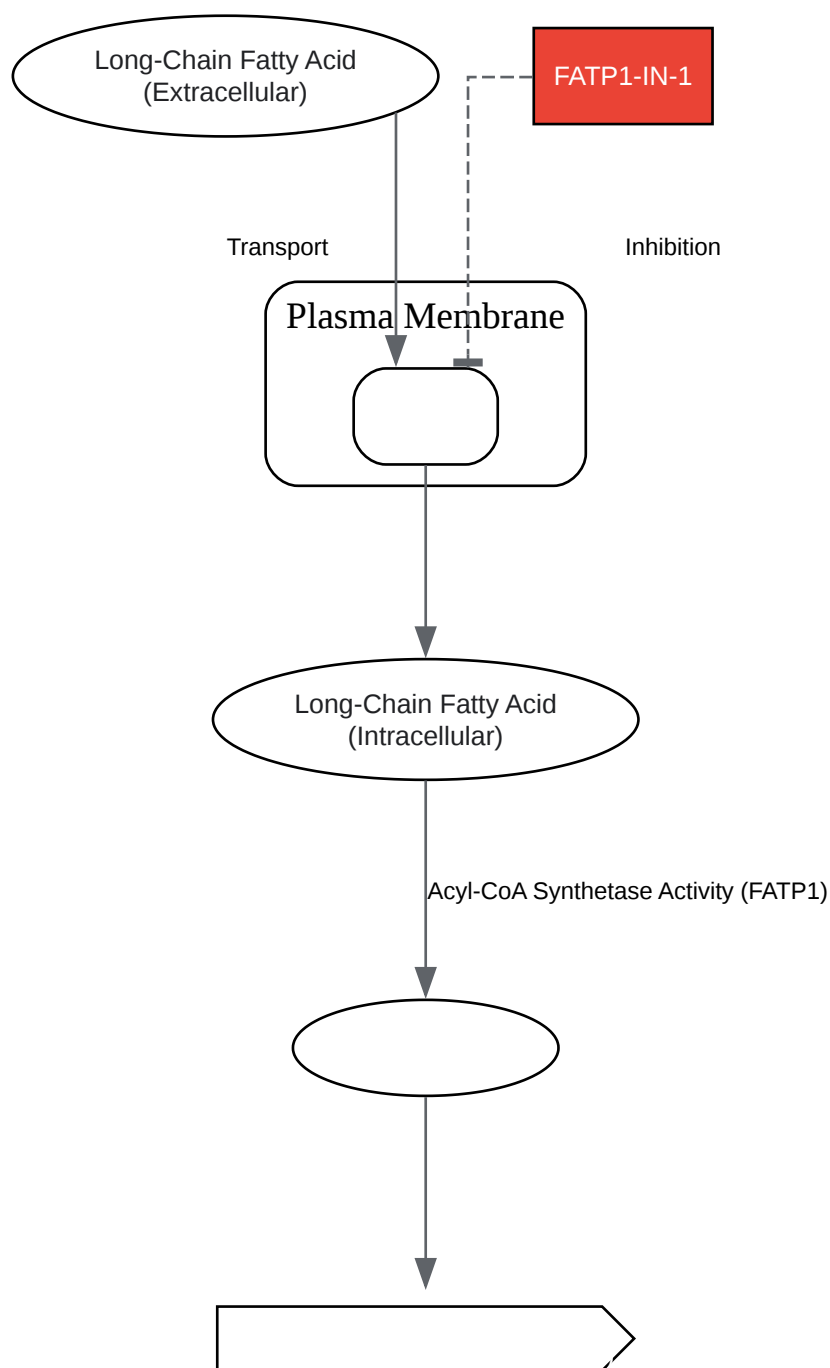 Long-Chain Fatty Acid
(Extracellular)
FATP1-IN-1
Transport
Inhibition
Plasma Membrane
Long-Chain Fatty Acid
(Intracellular)
Acyl-CoA Synthetase Activity (FATP1)